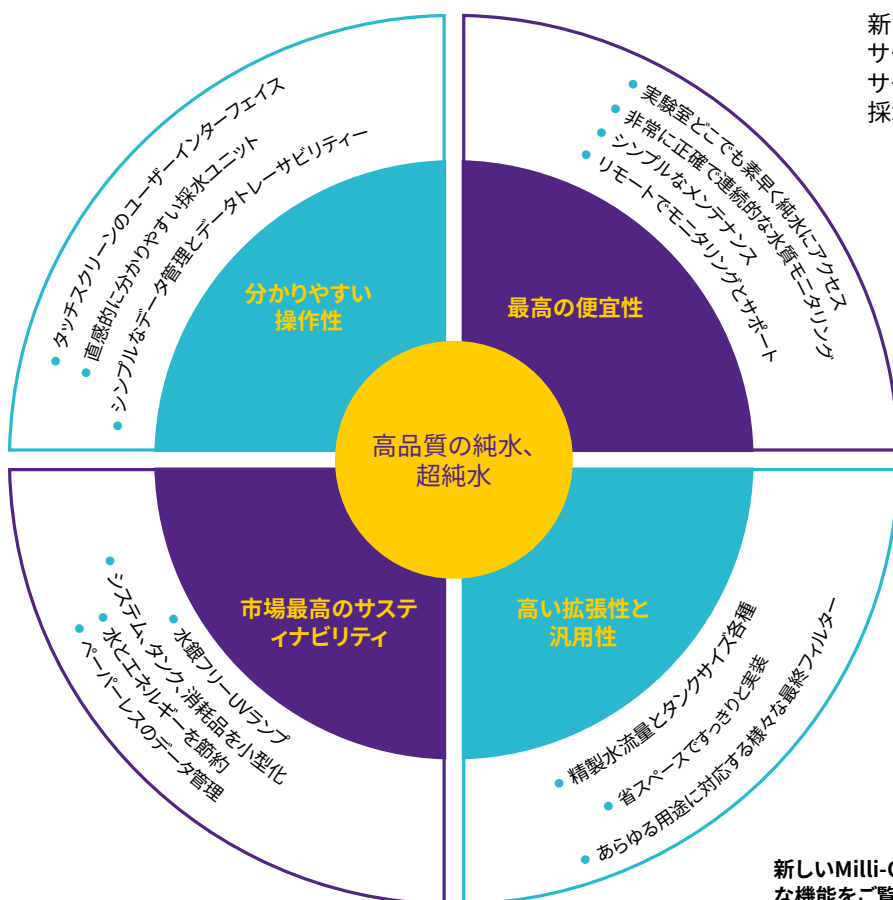 タッチスクリーンのユーザーインターフェイス
直感的に分かりやすい採水ユニット
シンプルなデータ管理とデータトレーサビリティー
分かりやすい
操作性
実験室どこでも素早く純水にアクセス
非常に正確で連続的な水質モニタリング
シンプルなメンテナンス
リモートでモニタリングとサポート
最高の便宜性
新
サ
サ
採
高品質の純水、
超純水
市場最高のサステ
ィナビリティ
水銀フリーUVランプ
システム、タンク、消耗品を小型化
水とエネルギーを節約
ペーパーレスのデータ管理
高い拡張性と
汎用性
精製水流量とタンクサイズ各種
省スペースですっきりと実装
あらゆる用途に対応する様々な最終フィルター
新しいMilli-
な機能をご覧